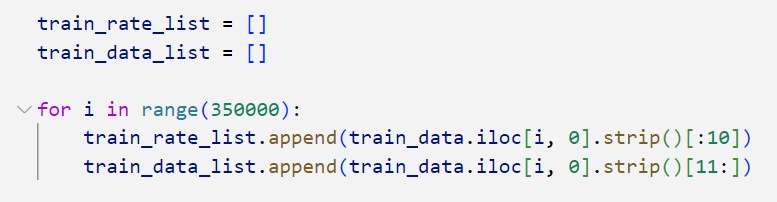 train_rate_list = []
train_data_list = []
for i in range(350000):
    train_rate_list.append(train_data.iloc[i, 0].strip()[:10])
    train_data_list.append(train_data.iloc[i, 0].strip()[11:])